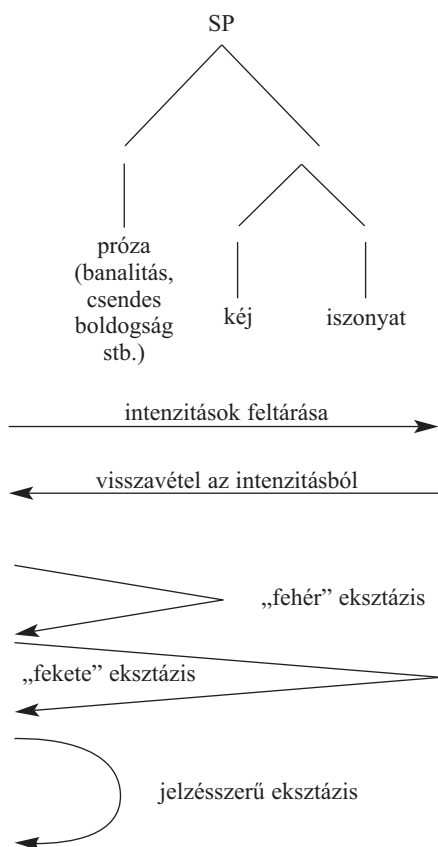 SP
próza
(banalitás,
csendes
boldogság
stb.)
kéj
iszonyat
intenzitások feltárása
visszavétel az intenzitásból
„fehér” eksztázis
„fekete” eksztázis
jelzésszerű eksztázis